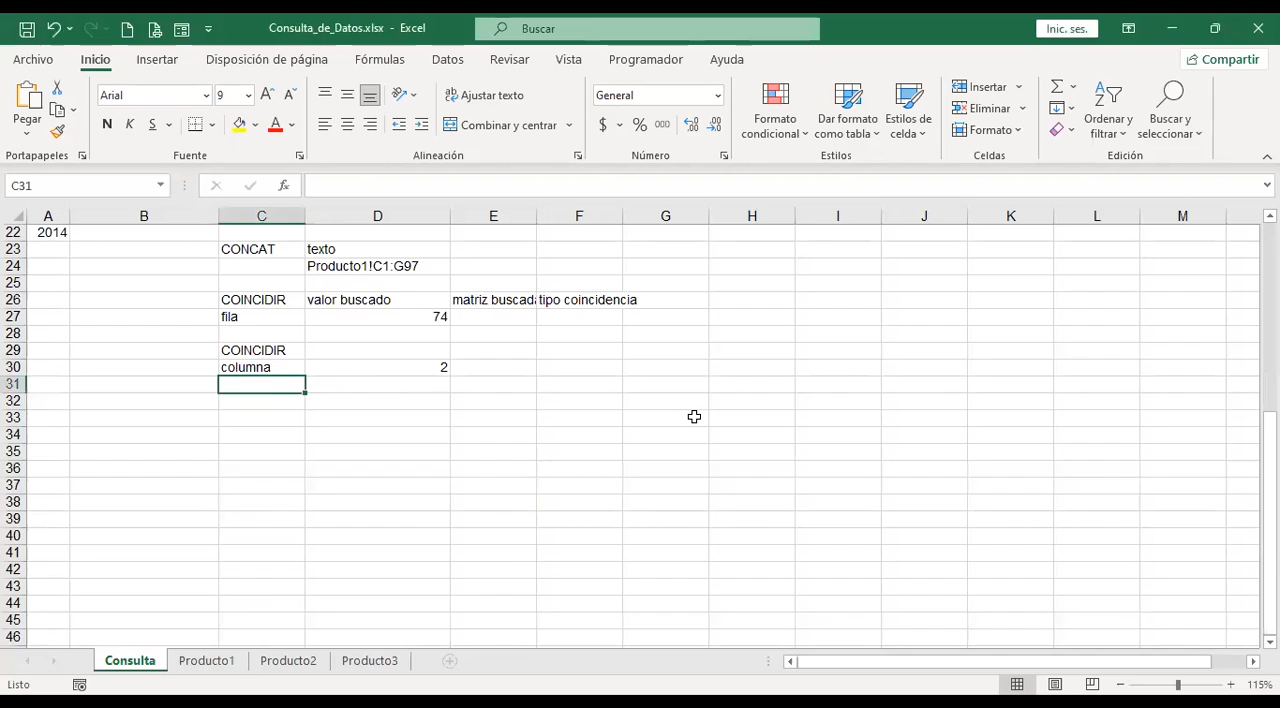 Consulta_de_Datos.xlsx - Excel
Buscar
Inic. ses.
Archivo Inicio Insertar Disposición de página Fórmulas Datos Revisar Vista Programador Ayuda
Compartir
Pegar
Arial 9
N K S
Ajustar texto
Combinar y centrar
General
$ % 000
Formato condicional
Dar formato como tabla
Estilos de celda
Insertar
Eliminar
Formato
Ordenar y filtrar
Buscar y seleccionar
Portapapeles Fuente Alineación Número Estilos Celdas Edición
C31
A B C D E F G H I J K L M
22 2014
23 CONCAT texto
24 Producto1!C1:G97
25
26 COINCIDIR valor buscado matriz buscada tipo coincidencia
27 fila 74
28
29 COINCIDIR
30 columna 2
31
32
33
34
35
36
37
38
39
40
41
42
43
44
45
46
Consulta Producto1 Producto2 Producto3
Listo
115%